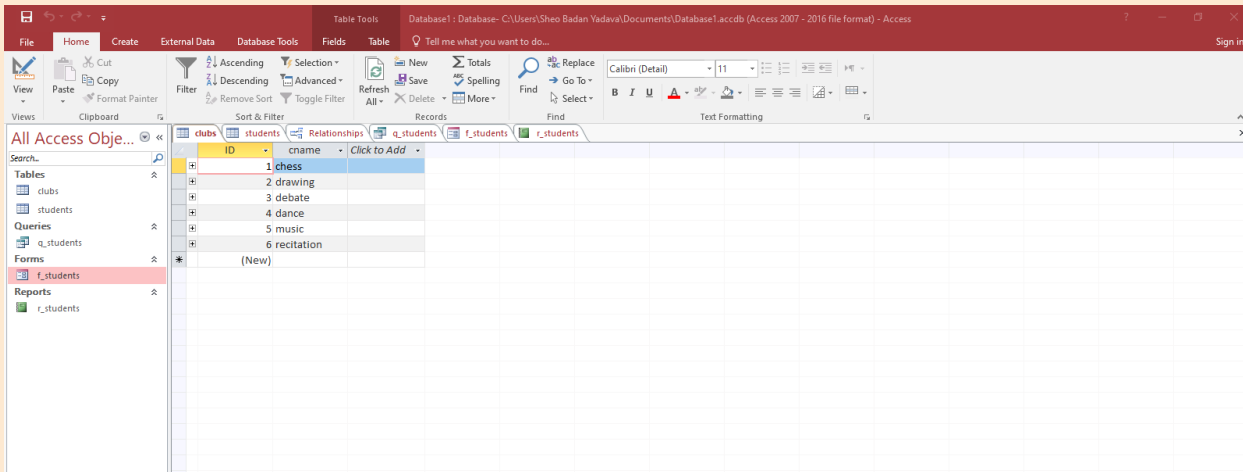 Table Tools Database1 : Database- C:\Users\Sheo Badan Yadava\Documents\Database1.accdb (Access 2007 - 2016 file format) - Access ?
File Home Create External Data Database Tools Fields Table Tell me what you want to do... Sign in
View
Paste
Cut
Copy
Format Painter
Filter
Ascending
Descending
Remove Sort
Selection
Advanced
Toggle Filter
Refresh
All
New
Save
Delete
Totals
ABC Spelling
More
Find
Replace
Go To
Select
Calibri (Detail) 11
B I U A
Views Clipboard Sort & Filter Records Find Text Formatting
All Access Obje... «
Search..
Tables
clubs
students
Queries
q_students
Forms
f_students
Reports
r_students
clubs students Relationships q_students f_students r_students
ID cname Click to Add
1 chess
2 drawing
3 debate
4 dance
5 music
6 recitation
(New)